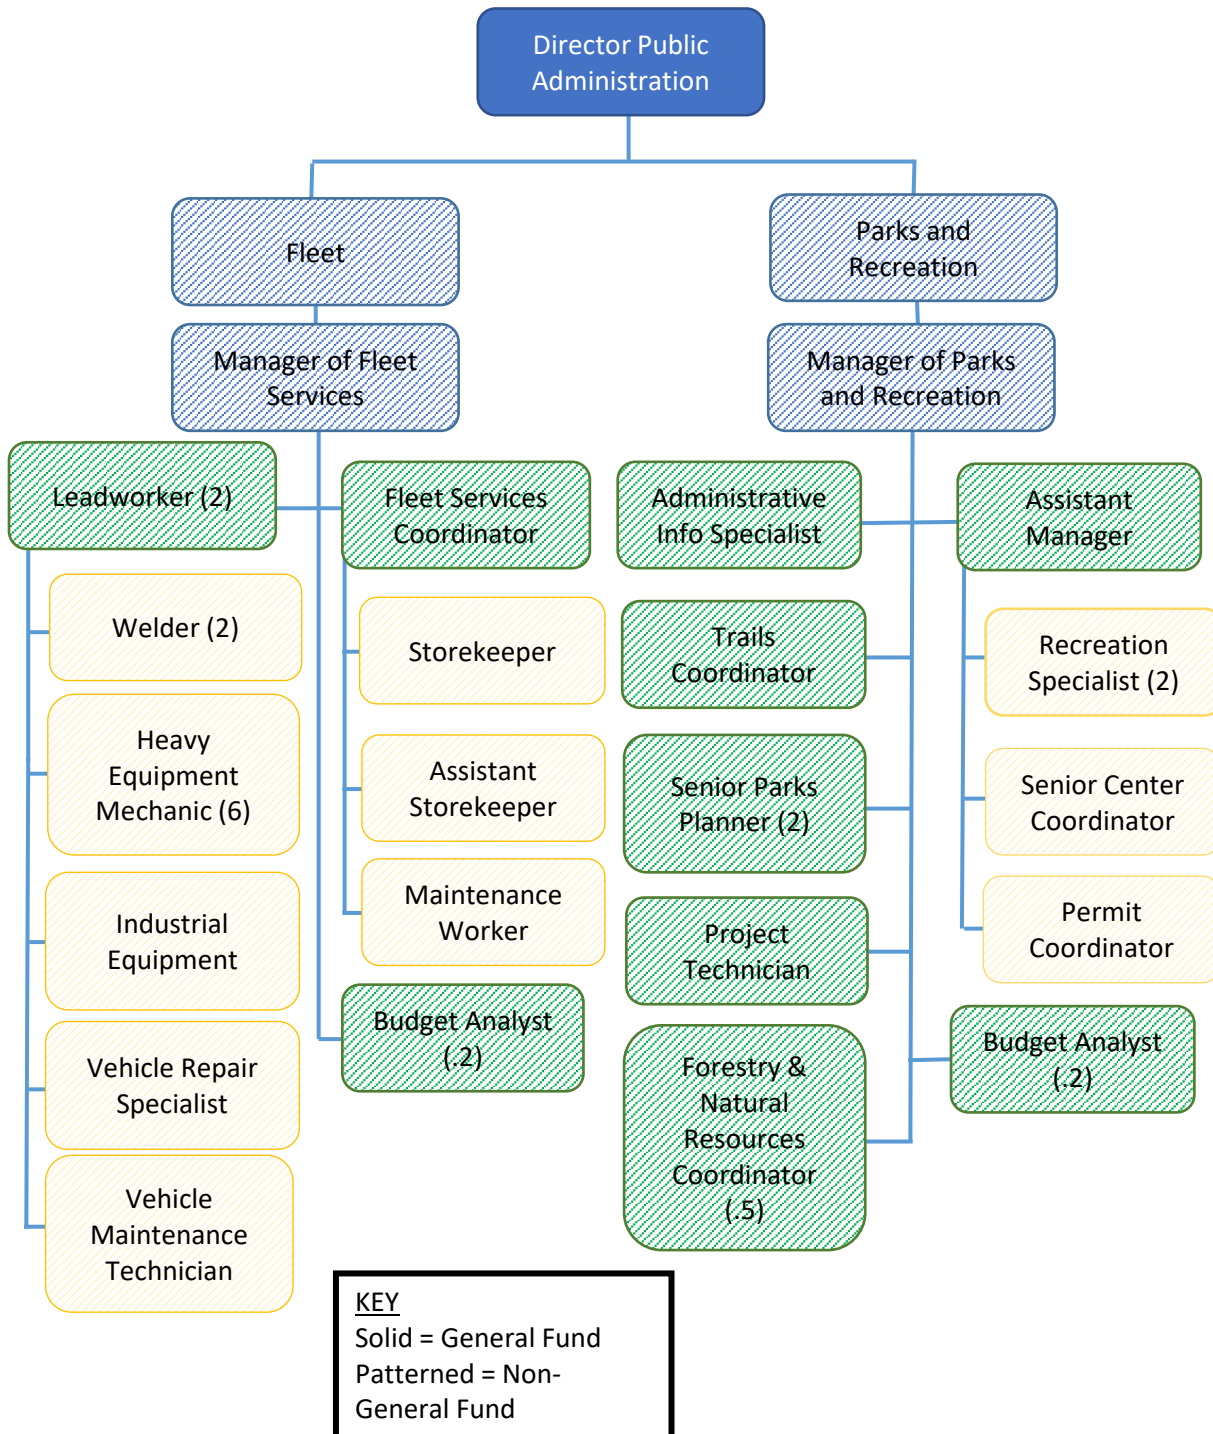 Director Public
Administration
Fleet
Parks and
Recreation
Manager of Fleet
Services
Manager of Parks
and Recreation
Leadworker (2)
Fleet Services
Coordinator
Administrative
Info Specialist
Assistant
Manager
Welder (2)
Storekeeper
Trails
Coordinator
Recreation
Specialist (2)
Heavy
Equipment
Mechanic (6)
Assistant
Storekeeper
Senior Parks
Planner (2)
Senior Center
Coordinator
Industrial
Equipment
Maintenance
Worker
Project
Technician
Permit
Coordinator
Vehicle Repair
Specialist
Budget Analyst
(.2)
Forestry &
Natural
Resources
Coordinator
(.5)
Budget Analyst
(.2)
Vehicle
Maintenance
Technician
KEY
Solid = General Fund
Patterned = Non-
General Fund